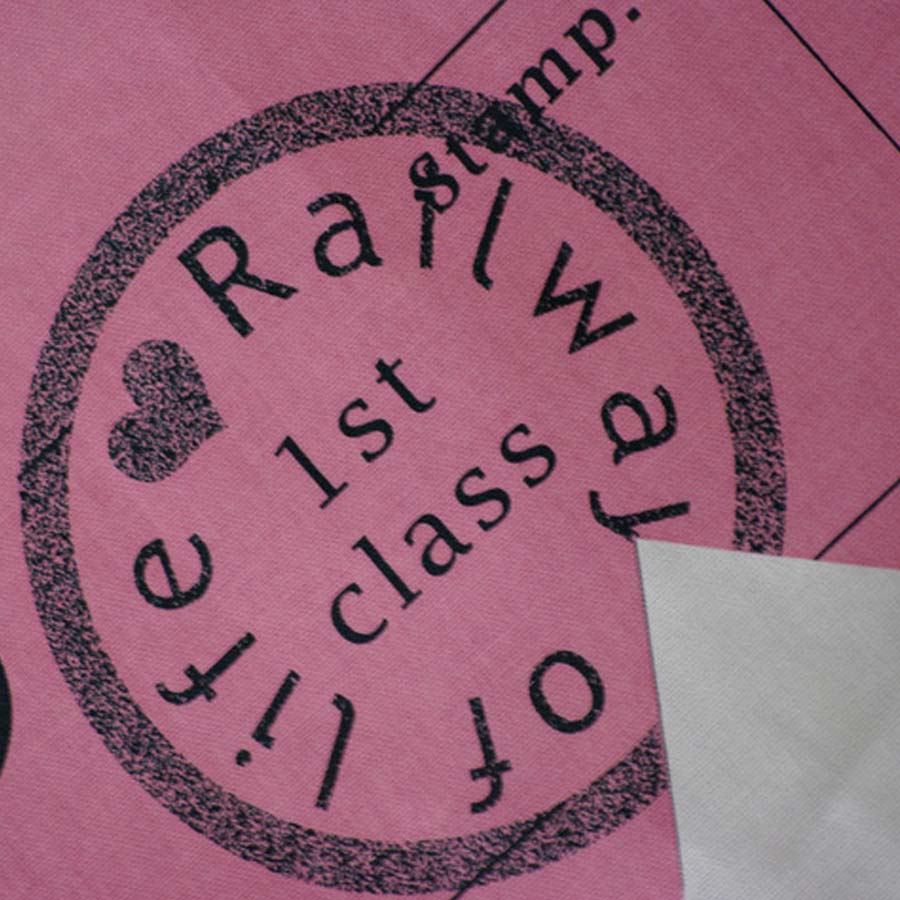 stamp.
Railway
of life
1st
class